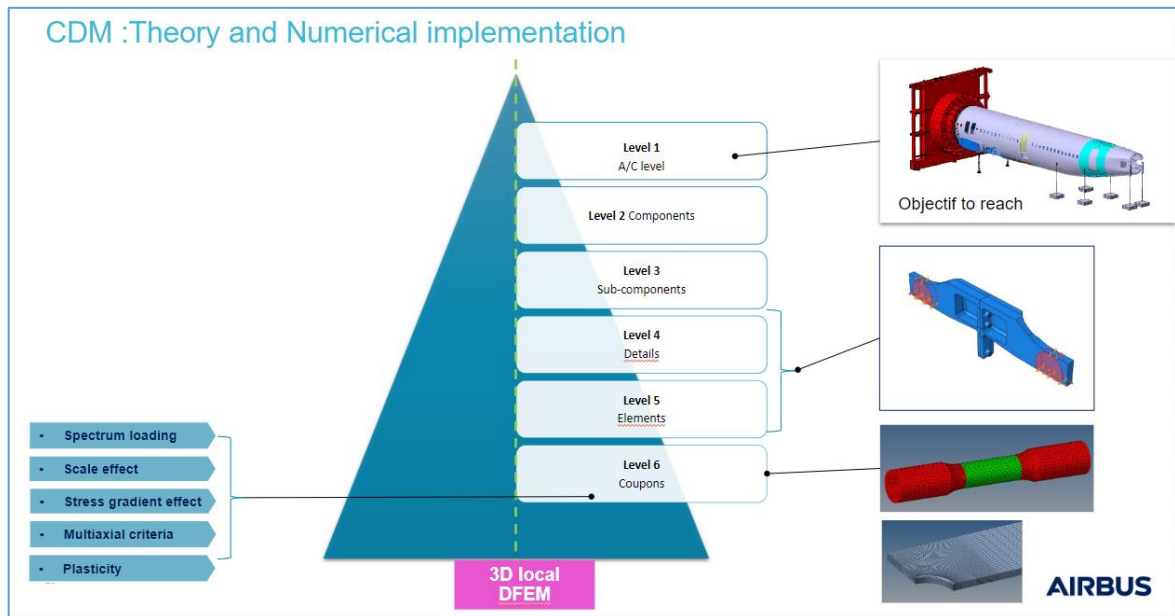 CDM :Theory and Numerical implementation
Level 1
A/C level
Objectif to reach
Level 2 Components
Level 3
Sub-components
Level 4
Details
Level 5
Elements
Level 6
Coupons
▪ Spectrum loading
▪ Scale effect
▪ Stress gradient effect
▪ Multiaxial criteria
▪ Plasticity
3D local
DFEM
AIRBUS